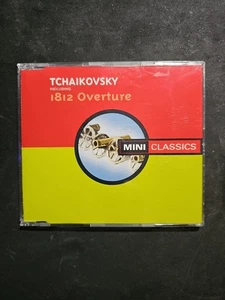 TCHAIKOVSKY
INCLUDING
1812 Overture
MINI CLASSICS